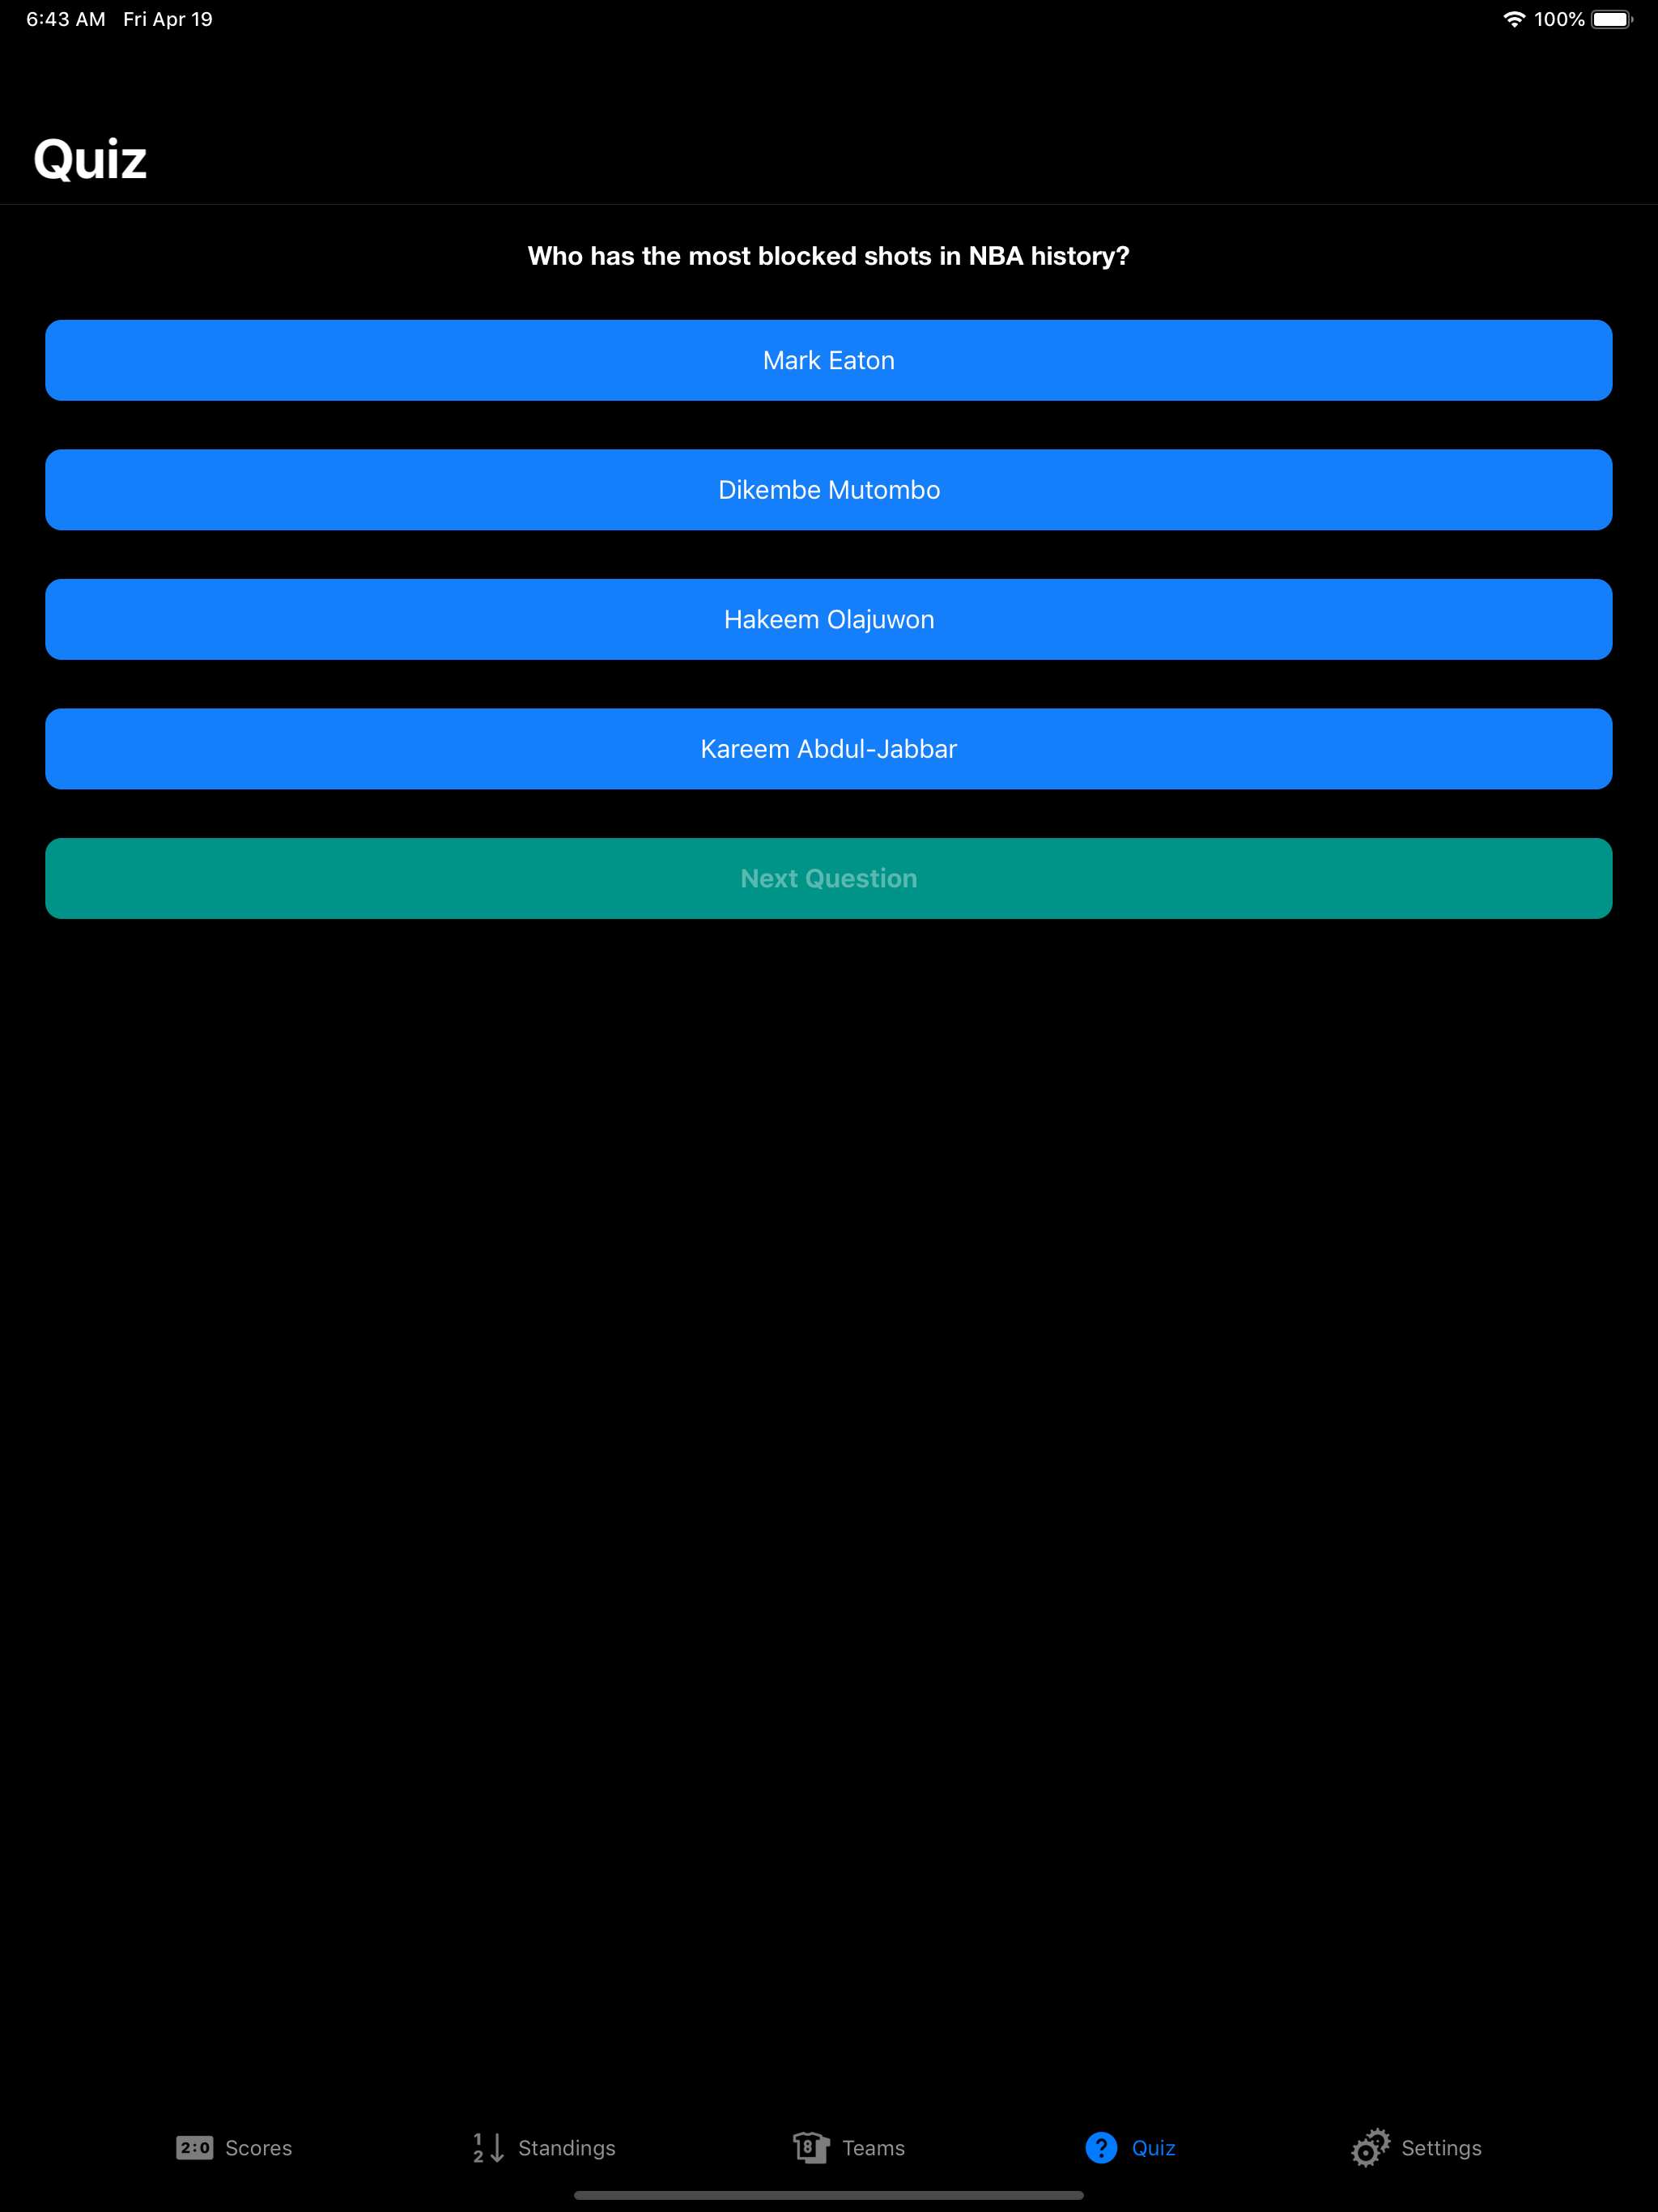 6:43 AM Fri Apr 19 100%
Quiz
Who has the most blocked shots in NBA history?
Mark Eaton
Dikembe Mutombo
Hakeem Olajuwon
Kareem Abdul-Jabbar
Next Question
2:0 Scores 1 2 Standings 8 Teams ? Quiz Settings